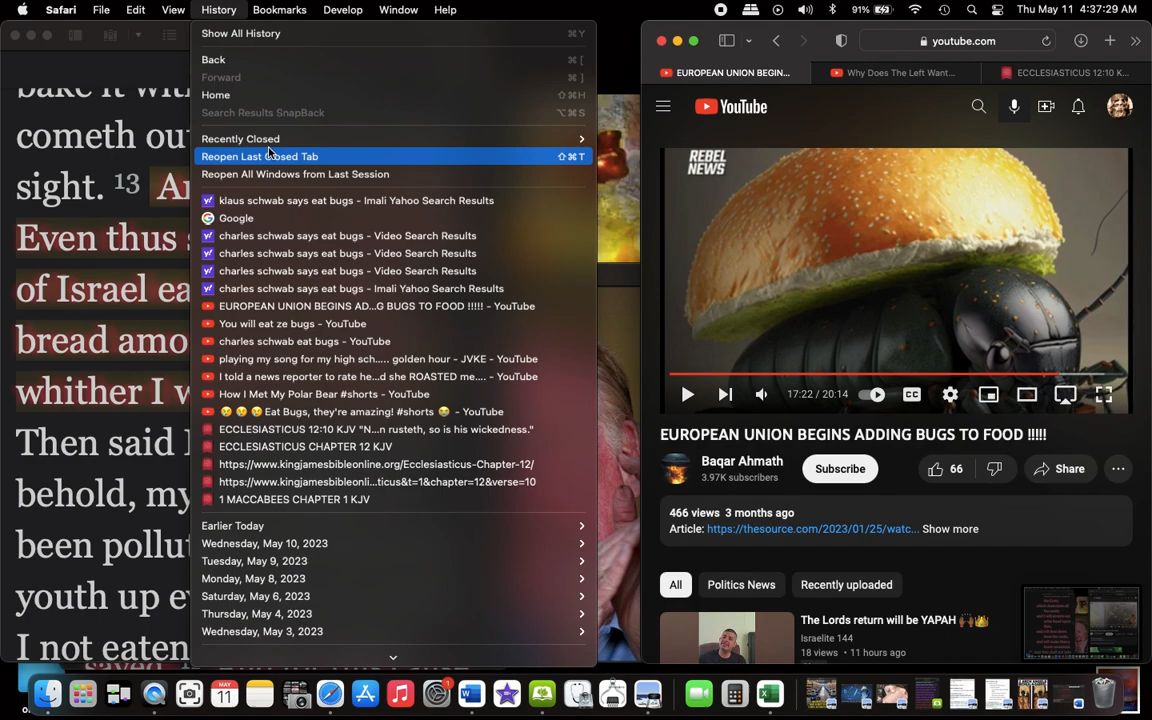 Safari File Edit View History Bookmarks Develop Window Help 91% Thu May 11 4:37:29 AM
Show All History ⌘Y
Back ⌘[
Forward ⌘]
Home ⇧⌘H
Search Results SnapBack ⌥⌘S
Recently Closed
Reopen Last Closed Tab ⇧⌘T
Reopen All Windows from Last Session
klaus schwab says eat bugs - Imali Yahoo Search Results
Google
charles schwab says eat bugs - Video Search Results
charles schwab says eat bugs - Video Search Results
charles schwab says eat bugs - Video Search Results
charles schwab says eat bugs - Imali Yahoo Search Results
EUROPEAN UNION BEGINS AD...G BUGS TO FOOD !!!!! - YouTube
You will eat ze bugs - YouTube
charles schwab eat bugs - YouTube
playing my song for my high sch..... golden hour - JVKE - YouTube
I told a news reporter to rate he...d she ROASTED me.... - YouTube
How I Met My Polar Bear #shorts - YouTube
😢 😢 😢 Eat Bugs, they're amazing! #shorts 😭 - YouTube
ECCLESIASTICUS 12:10 KJV "N...n rusteth, so is his wickedness."
ECCLESIASTICUS CHAPTER 12 KJV
https://www.kingjamesbibleonline.org/Ecclesiasticus-Chapter-12/
https://www.kingjamesbibleonli...ticus&t=1&chapter=12&verse=10
1 MACCABEES CHAPTER 1 KJV
Earlier Today
Wednesday, May 10, 2023
Tuesday, May 9, 2023
Monday, May 8, 2023
Saturday, May 6, 2023
Thursday, May 4, 2023
Wednesday, May 3, 2023
bake it with
cometh ou
sight. 13 A
Even thus
of Israel ea
bread amo
whither I w
Then said
behold, my
been pollut
youth up e
I not eaten
saved
youtube.com
EUROPEAN UNION BEGIN...
Why Does The Left Want...
ECCLESIASTICUS 12:10 K...
YouTube
REBEL
NEWS
17:22 / 20:14
EUROPEAN UNION BEGINS ADDING BUGS TO FOOD !!!!!
Baqar Ahmath
3.97K subscribers
Subscribe
66
Share
466 views 3 months ago
Article: https://thesource.com/2023/01/25/watc... Show more
All Politics News Recently uploaded
The Lords return will be YAPAH 🙌🏾👑
Israelite 144
18 views • 11 hours ago
MAY
11
1